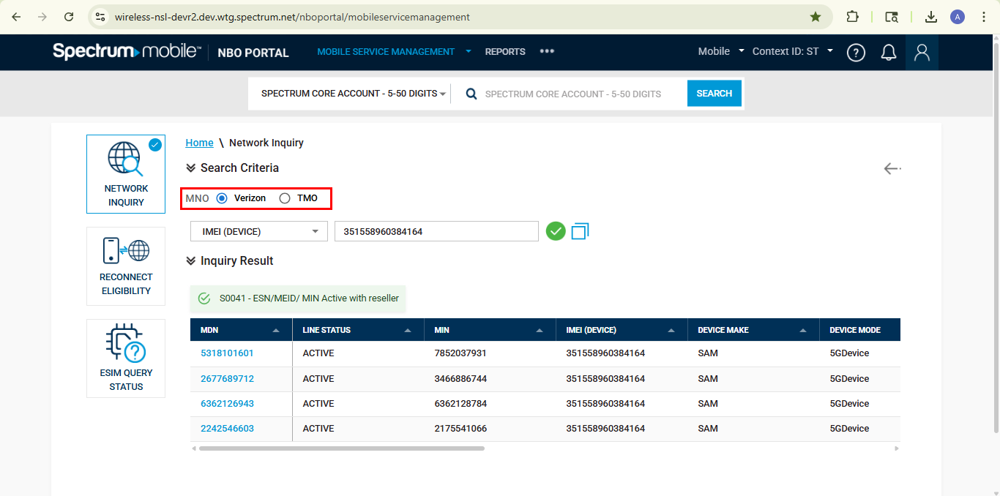 wireless-nsl-devr2.dev.wtg.spectrum.net/nboportal/mobileservicemanagement
A
Spectrum mobile™ NBO PORTAL MOBILE SERVICE MANAGEMENT REPORTS ••• Mobile Context ID: ST ?
SPECTRUM CORE ACCOUNT - 5-50 DIGITS SPECTRUM CORE ACCOUNT - 5-50 DIGITS SEARCH
NETWORK
INQUIRY
RECONNECT
ELIGIBILITY
ESIM QUERY
STATUS
Home \ Network Inquiry
Search Criteria
MNO Verizon TMO
IMEI (DEVICE) 351558960384164
Inquiry Result
S0041 - ESN/MEID/ MIN Active with reseller
MDN LINE STATUS MIN IMEI (DEVICE) DEVICE MAKE DEVICE MODE
5318101601 ACTIVE 7852037931 351558960384164 SAM 5GDevice
2677689712 ACTIVE 3466886744 351558960384164 SAM 5GDevice
6362126943 ACTIVE 6362128784 351558960384164 SAM 5GDevice
2242546603 ACTIVE 2175541066 351558960384164 SAM 5GDevice